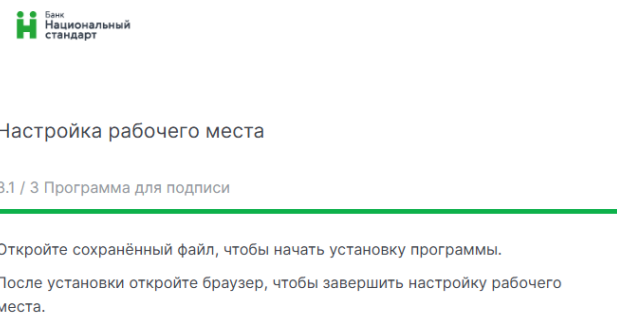 Банк
Национальный
стандарт
Настройка рабочего места
3.1 / 3 Программа для подписи
Откройте сохранённый файл, чтобы начать установку программы.
После установки откройте браузер, чтобы завершить настройку рабочего
места.